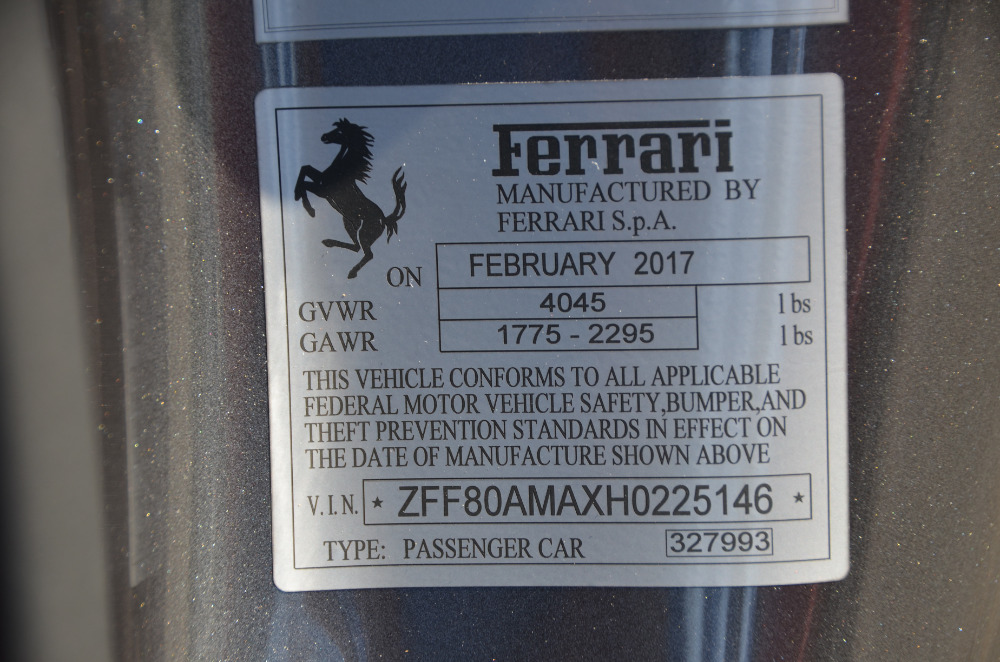 Ferrari
MANUFACTURED BY
FERRARI S.p.A.
ON FEBRUARY 2017
GVWR 4045 lbs
GAWR 1775 - 2295 lbs
THIS VEHICLE CONFORMS TO ALL APPLICABLE
FEDERAL MOTOR VEHICLE SAFETY,BUMPER,AND
THEFT PREVENTION STANDARDS IN EFFECT ON
THE DATE OF MANUFACTURE SHOWN ABOVE
V.I.N. * ZFF80AMAXH0225146 *
TYPE: PASSENGER CAR 327993